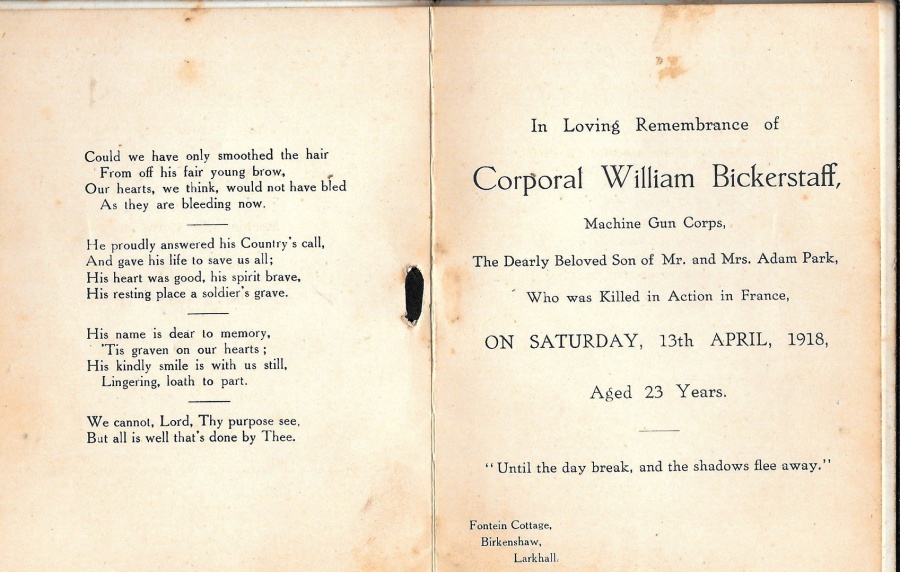 Could we have only smoothed the hair
From off his fair young brow,
Our hearts, we think, would not have bled
As they are bleeding now.
He proudly answered his Country's call,
And gave his life to save us all;
His heart was good, his spirit brave,
His resting place a soldier's grave.
His name is dear to memory,
'Tis graven on our hearts;
His kindly smile is with us still,
Lingering, loath to part.
We cannot, Lord, Thy purpose see,
But all is well that's done by Thee.
In Loving Remembrance of
Corporal William Bickerstaff,
Machine Gun Corps,
The Dearly Beloved Son of Mr. and Mrs. Adam Park,
Who was Killed in Action in France,
ON SATURDAY, 13th APRIL, 1918,
Aged 23 Years.
"Until the day break, and the shadows flee away."
Fontein Cottage,
Birkenshaw,
Larkhall.